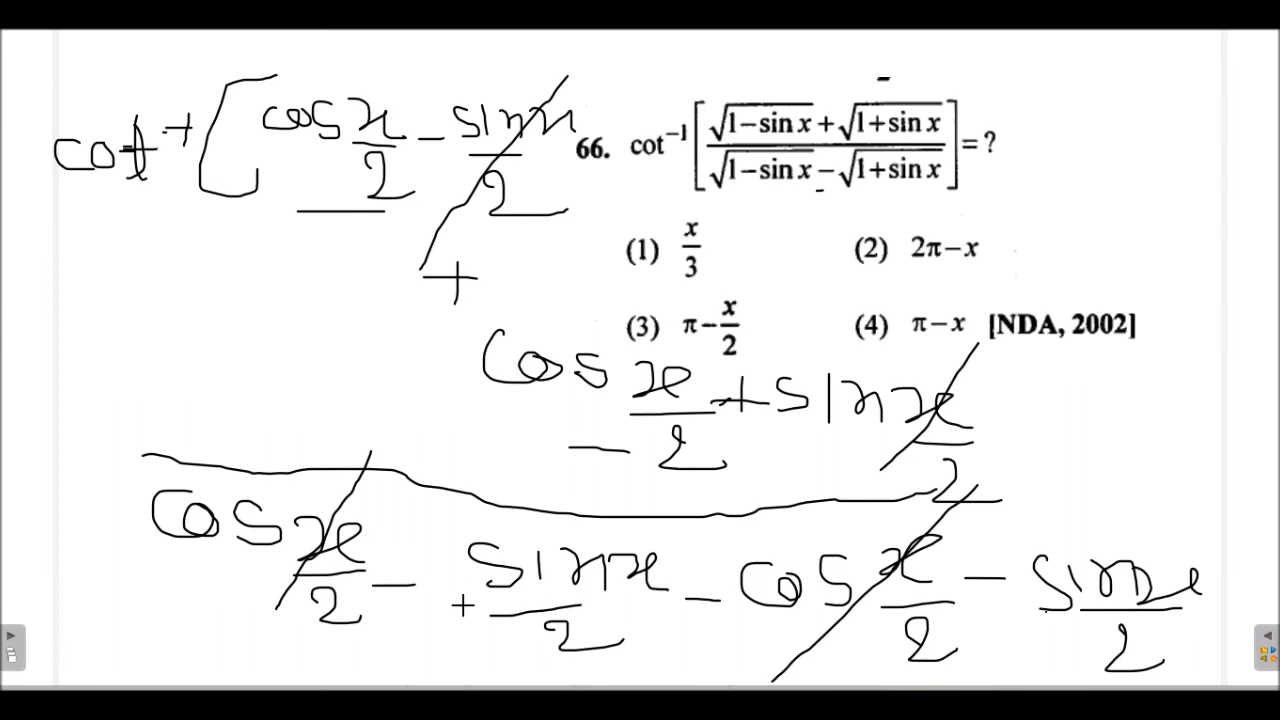 66. cot⁻¹ [ (√1−sin x + √1+sin x) / (√1−sin x − √1+sin x) ] = ?
(1) x/3 (2) 2π−x
(3) π−x/2 (4) π−x [NDA, 2002]
cot⁻¹ [ cos x/2 − sin x/2
+
cos x/2 + sin x/2
cos x/2 − sin x/2 − cos x/2 − sin x/2